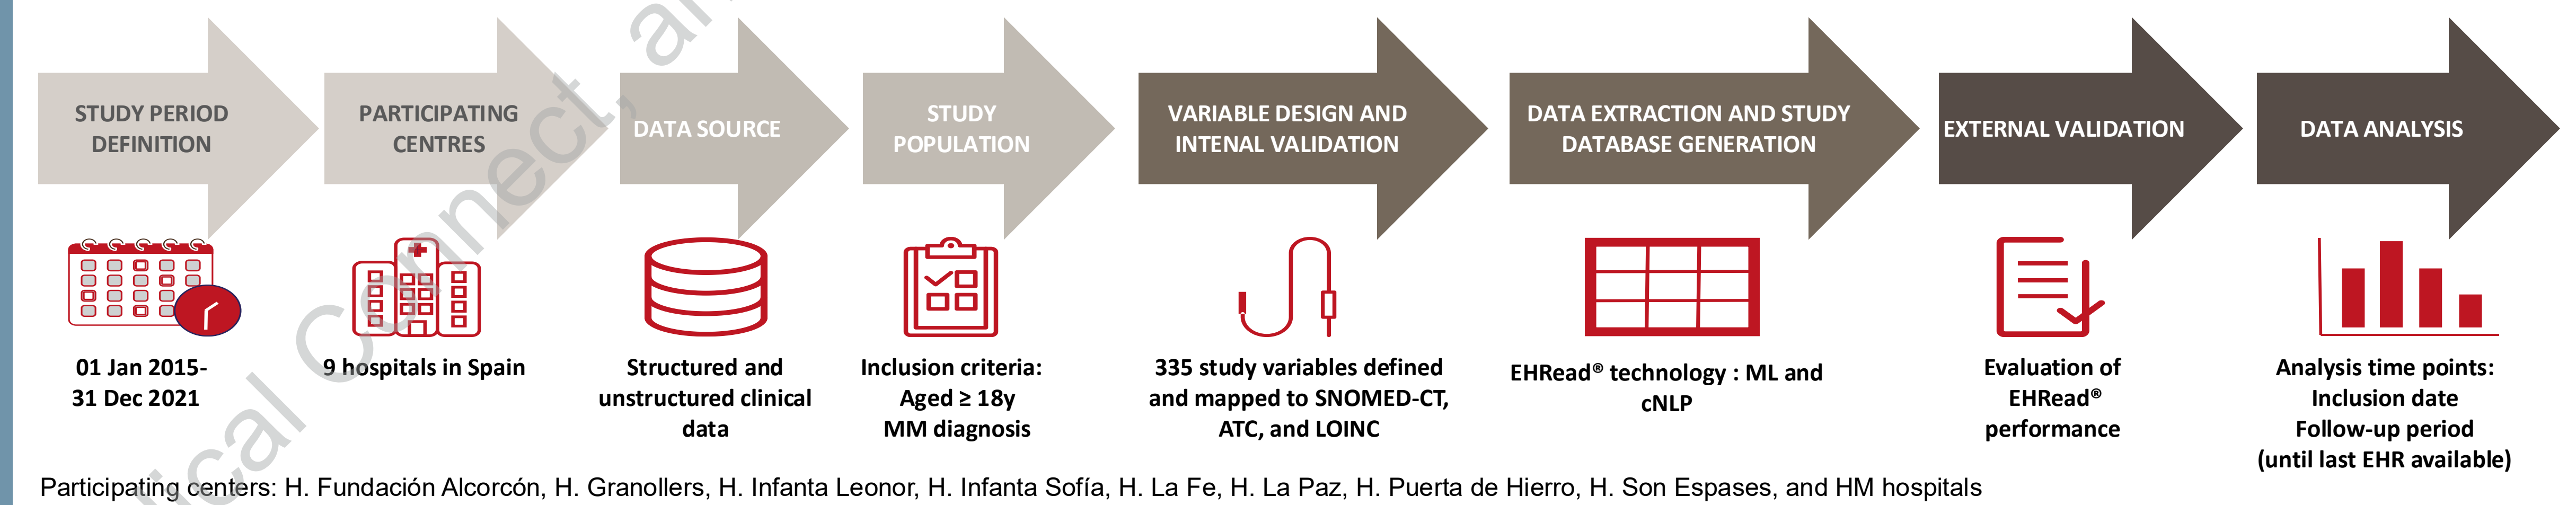 STUDY PERIOD
DEFINITION
PARTICIPATING
CENTRES
DATA SOURCE
STUDY
POPULATION
VARIABLE DESIGN AND
INTENAL VALIDATION
DATA EXTRACTION AND STUDY
DATABASE GENERATION
EXTERNAL VALIDATION
DATA ANALYSIS
01 Jan 2015-
31 Dec 2021
9 hospitals in Spain
Structured and
unstructured clinical
data
Inclusion criteria:
Aged ≥ 18y
MM diagnosis
335 study variables defined
and mapped to SNOMED-CT,
ATC, and LOINC
EHRead® technology : ML and
cNLP
Evaluation of
EHRead®
performance
Analysis time points:
Inclusion date
Follow-up period
(until last EHR available)
Participating centers: H. Fundación Alcorcón, H. Granollers, H. Infanta Leonor, H. Infanta Sofía, H. La Fe, H. La Paz, H. Puerta de Hierro, H. Son Espases, and HM hospitals
Connect,